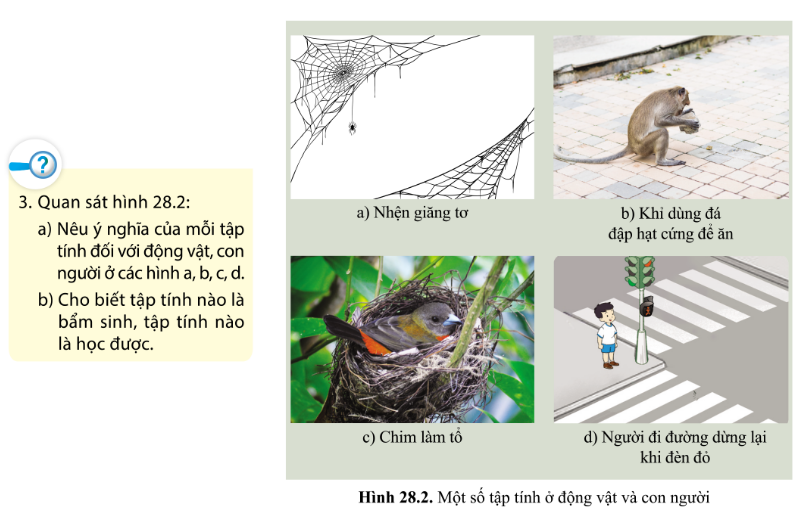 ?
3. Quan sát hình 28.2:
a) Nêu ý nghĩa của mỗi tập
tính đối với động vật, con
người ở các hình a, b, c, d.
b) Cho biết tập tính nào là
bẩm sinh, tập tính nào
là học được.
a) Nhện giăng tơ
b) Khỉ dùng đá
đập hạt cứng để ăn
c) Chim làm tổ
d) Người đi đường dừng lại
khi đèn đỏ
Hình 28.2. Một số tập tính ở động vật và con người